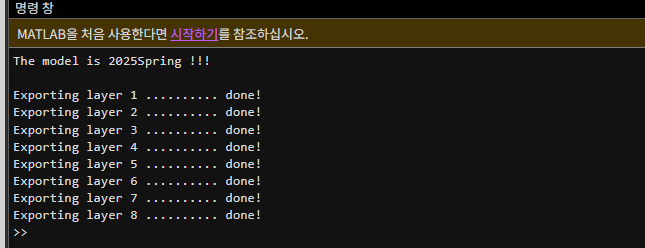 명령 창
MATLAB을 처음 사용한다면 시작하기를 참조하십시오.
The model is 2025Spring !!!
Exporting layer 1 .......... done!
Exporting layer 2 .......... done!
Exporting layer 3 .......... done!
Exporting layer 4 .......... done!
Exporting layer 5 .......... done!
Exporting layer 6 .......... done!
Exporting layer 7 .......... done!
Exporting layer 8 .......... done!
>>